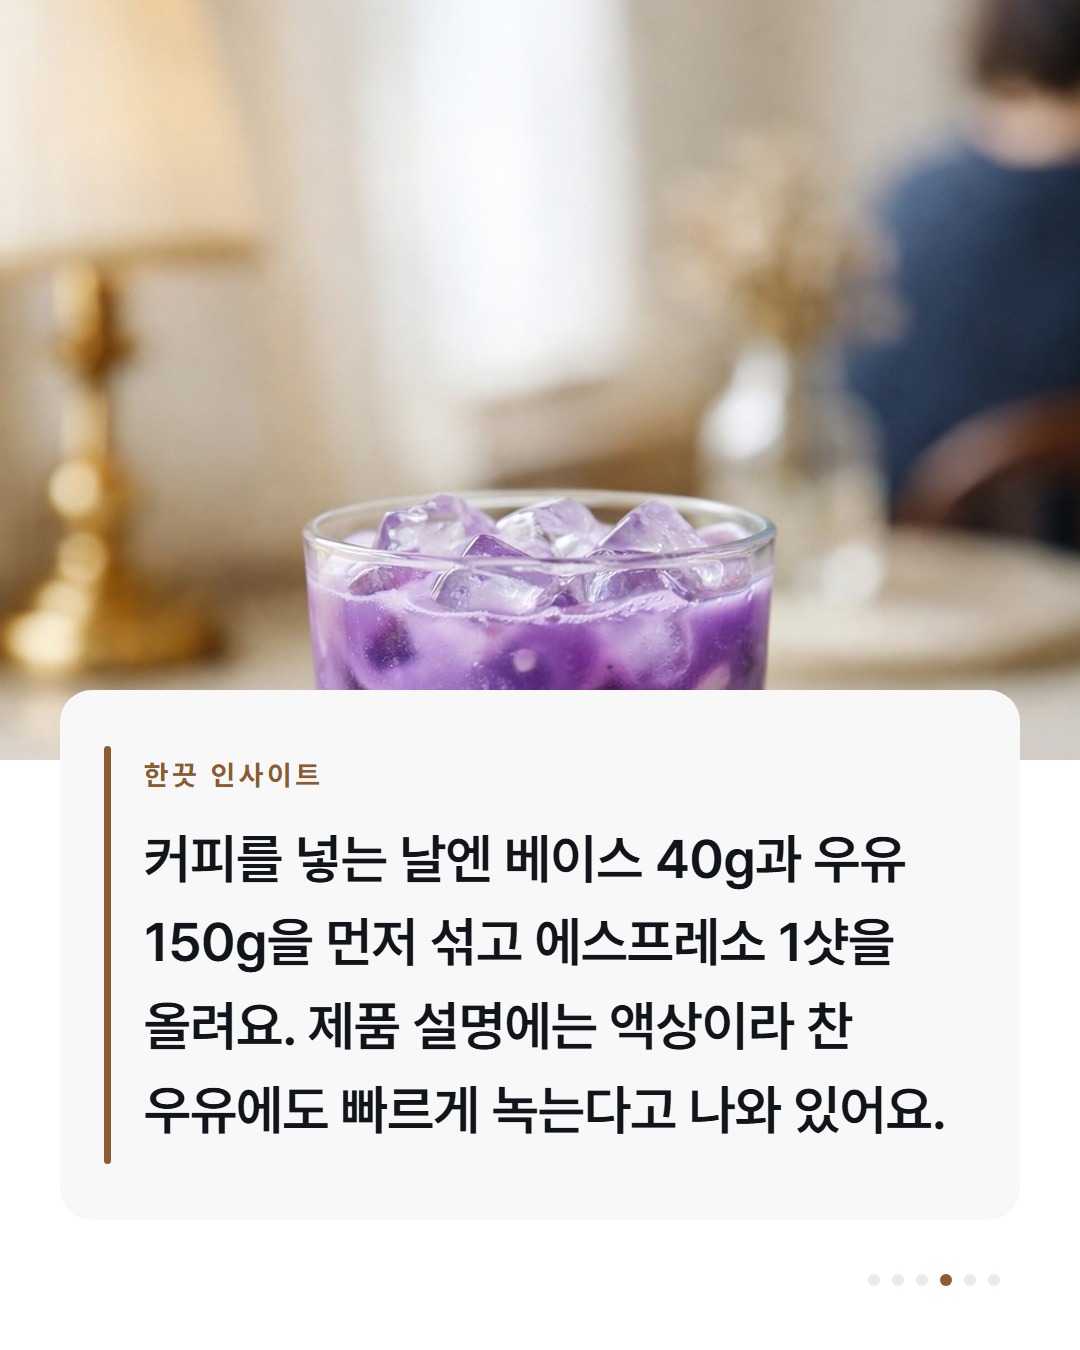 한끗 인사이트
커피를 넣는 날엔 베이스 40g과 우유
150g을 먼저 섞고 에스프레소 1샷을
올려요. 제품 설명에는 액상이라 찬
우유에도 빠르게 녹는다고 나와 있어요.